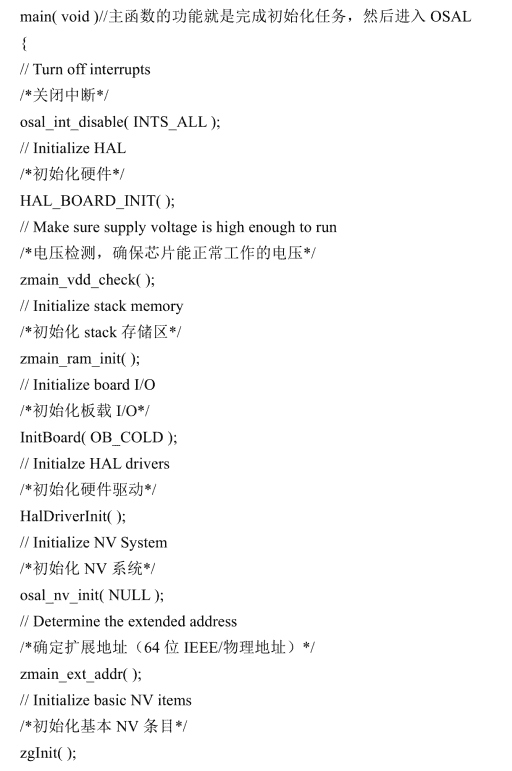 main( void )//主函数的功能就是完成初始化任务，然后进入 OSAL
{
// Turn off interrupts
/*关闭中断*/
osal_int_disable( INTS_ALL );
// Initialize HAL
/*初始化硬件*/
HAL_BOARD_INIT( );
// Make sure supply voltage is high enough to run
/*电压检测，确保芯片能正常工作的电压*/
zmain_vdd_check( );
// Initialize stack memory
/*初始化 stack 存储区*/
zmain_ram_init( );
// Initialize board I/O
/*初始化板载 I/O*/
InitBoard( OB_COLD );
// Initialze HAL drivers
/*初始化硬件驱动*/
HalDriverInit( );
// Initialize NV System
/*初始化 NV 系统*/
osal_nv_init( NULL );
// Determine the extended address
/*确定扩展地址（64 位 IEEE/物理地址）*/
zmain_ext_addr( );
// Initialize basic NV items
/*初始化基本 NV 条目*/
zgInit( );